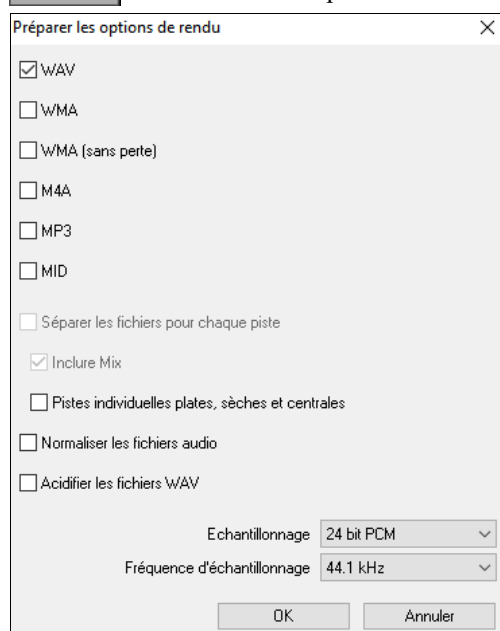 Préparer les options de rendu
WAV
WMA
WMA (sans perte)
M4A
MP3
MID
Séparer les fichiers pour chaque piste
Inclure Mix
Pistes individuelles plates, sèches et centrales
Normaliser les fichiers audio
Acidifier les fichiers WAV
Echantillonnage 24 bit PCM
Fréquence d'échantillonnage 44.1 kHz
OK Annuler